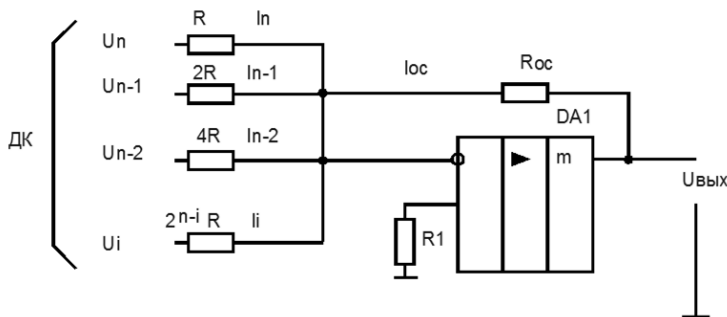 R In
Un
Ioc Roc
Un-1 2R In-1
DA1
ДК Un-2 4R In-2 m
Uвых
2^n-i R Ii R1
Ui